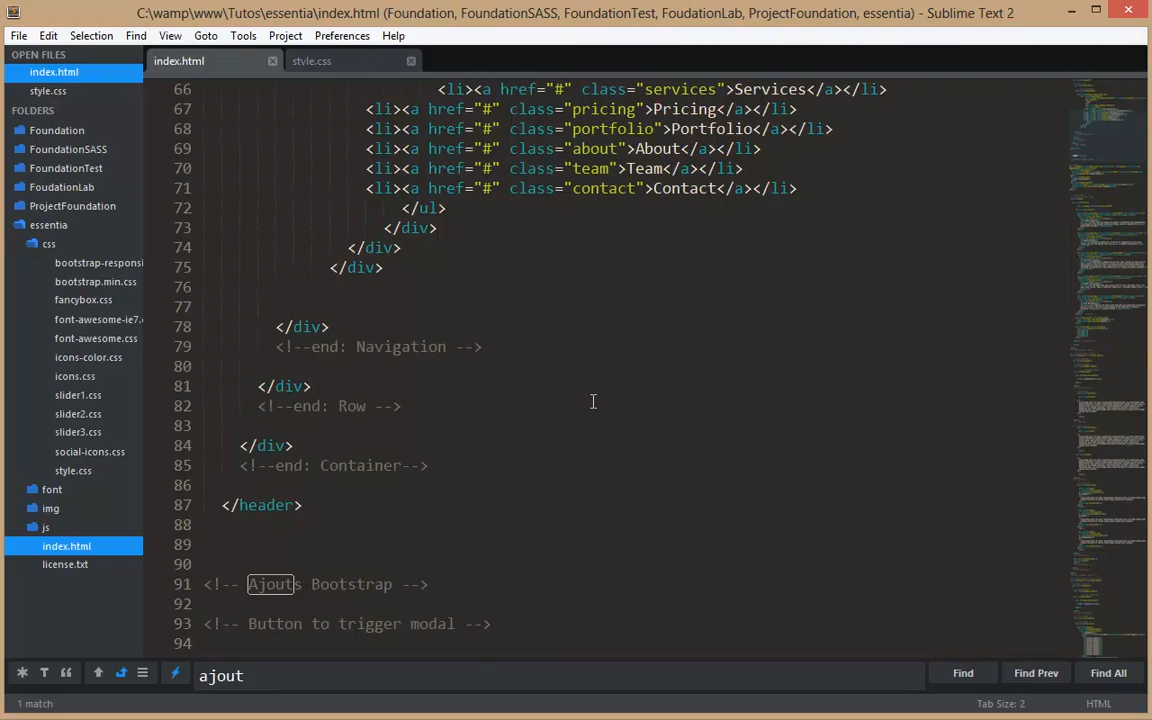 C:\wamp\www\Tutos\essentia\index.html (Foundation, FoundationSASS, FoundationTest, FoudationLab, ProjectFoundation, essentia) - Sublime Text 2
File Edit Selection Find View Goto Tools Project Preferences Help
OPEN FILES
index.html
style.css
FOLDERS
Foundation
FoundationSASS
FoundationTest
FoudationLab
ProjectFoundation
essentia
css
bootstrap-responsi
bootstrap.min.css
fancybox.css
font-awesome-ie7.c
font-awesome.css
icons-color.css
icons.css
slider1.css
slider2.css
slider3.css
social-icons.css
style.css
font
img
js
index.html
license.txt
index.html style.css
66 <li><a href="#" class="services">Services</a></li>
67 <li><a href="#" class="pricing">Pricing</a></li>
68 <li><a href="#" class="portfolio">Portfolio</a></li>
69 <li><a href="#" class="about">About</a></li>
70 <li><a href="#" class="team">Team</a></li>
71 <li><a href="#" class="contact">Contact</a></li>
72 </ul>
73 </div>
74 </div>
75 </div>
76
77
78 </div>
79 <!--end: Navigation -->
80
81 </div>
82 <!--end: Row -->
83
84 </div>
85 <!--end: Container-->
86
87 </header>
88
89
90
91 <!-- Ajouts Bootstrap -->
92
93 <!-- Button to trigger modal -->
94
ajout
Find Find Prev Find All
1 match Tab Size: 2 HTML